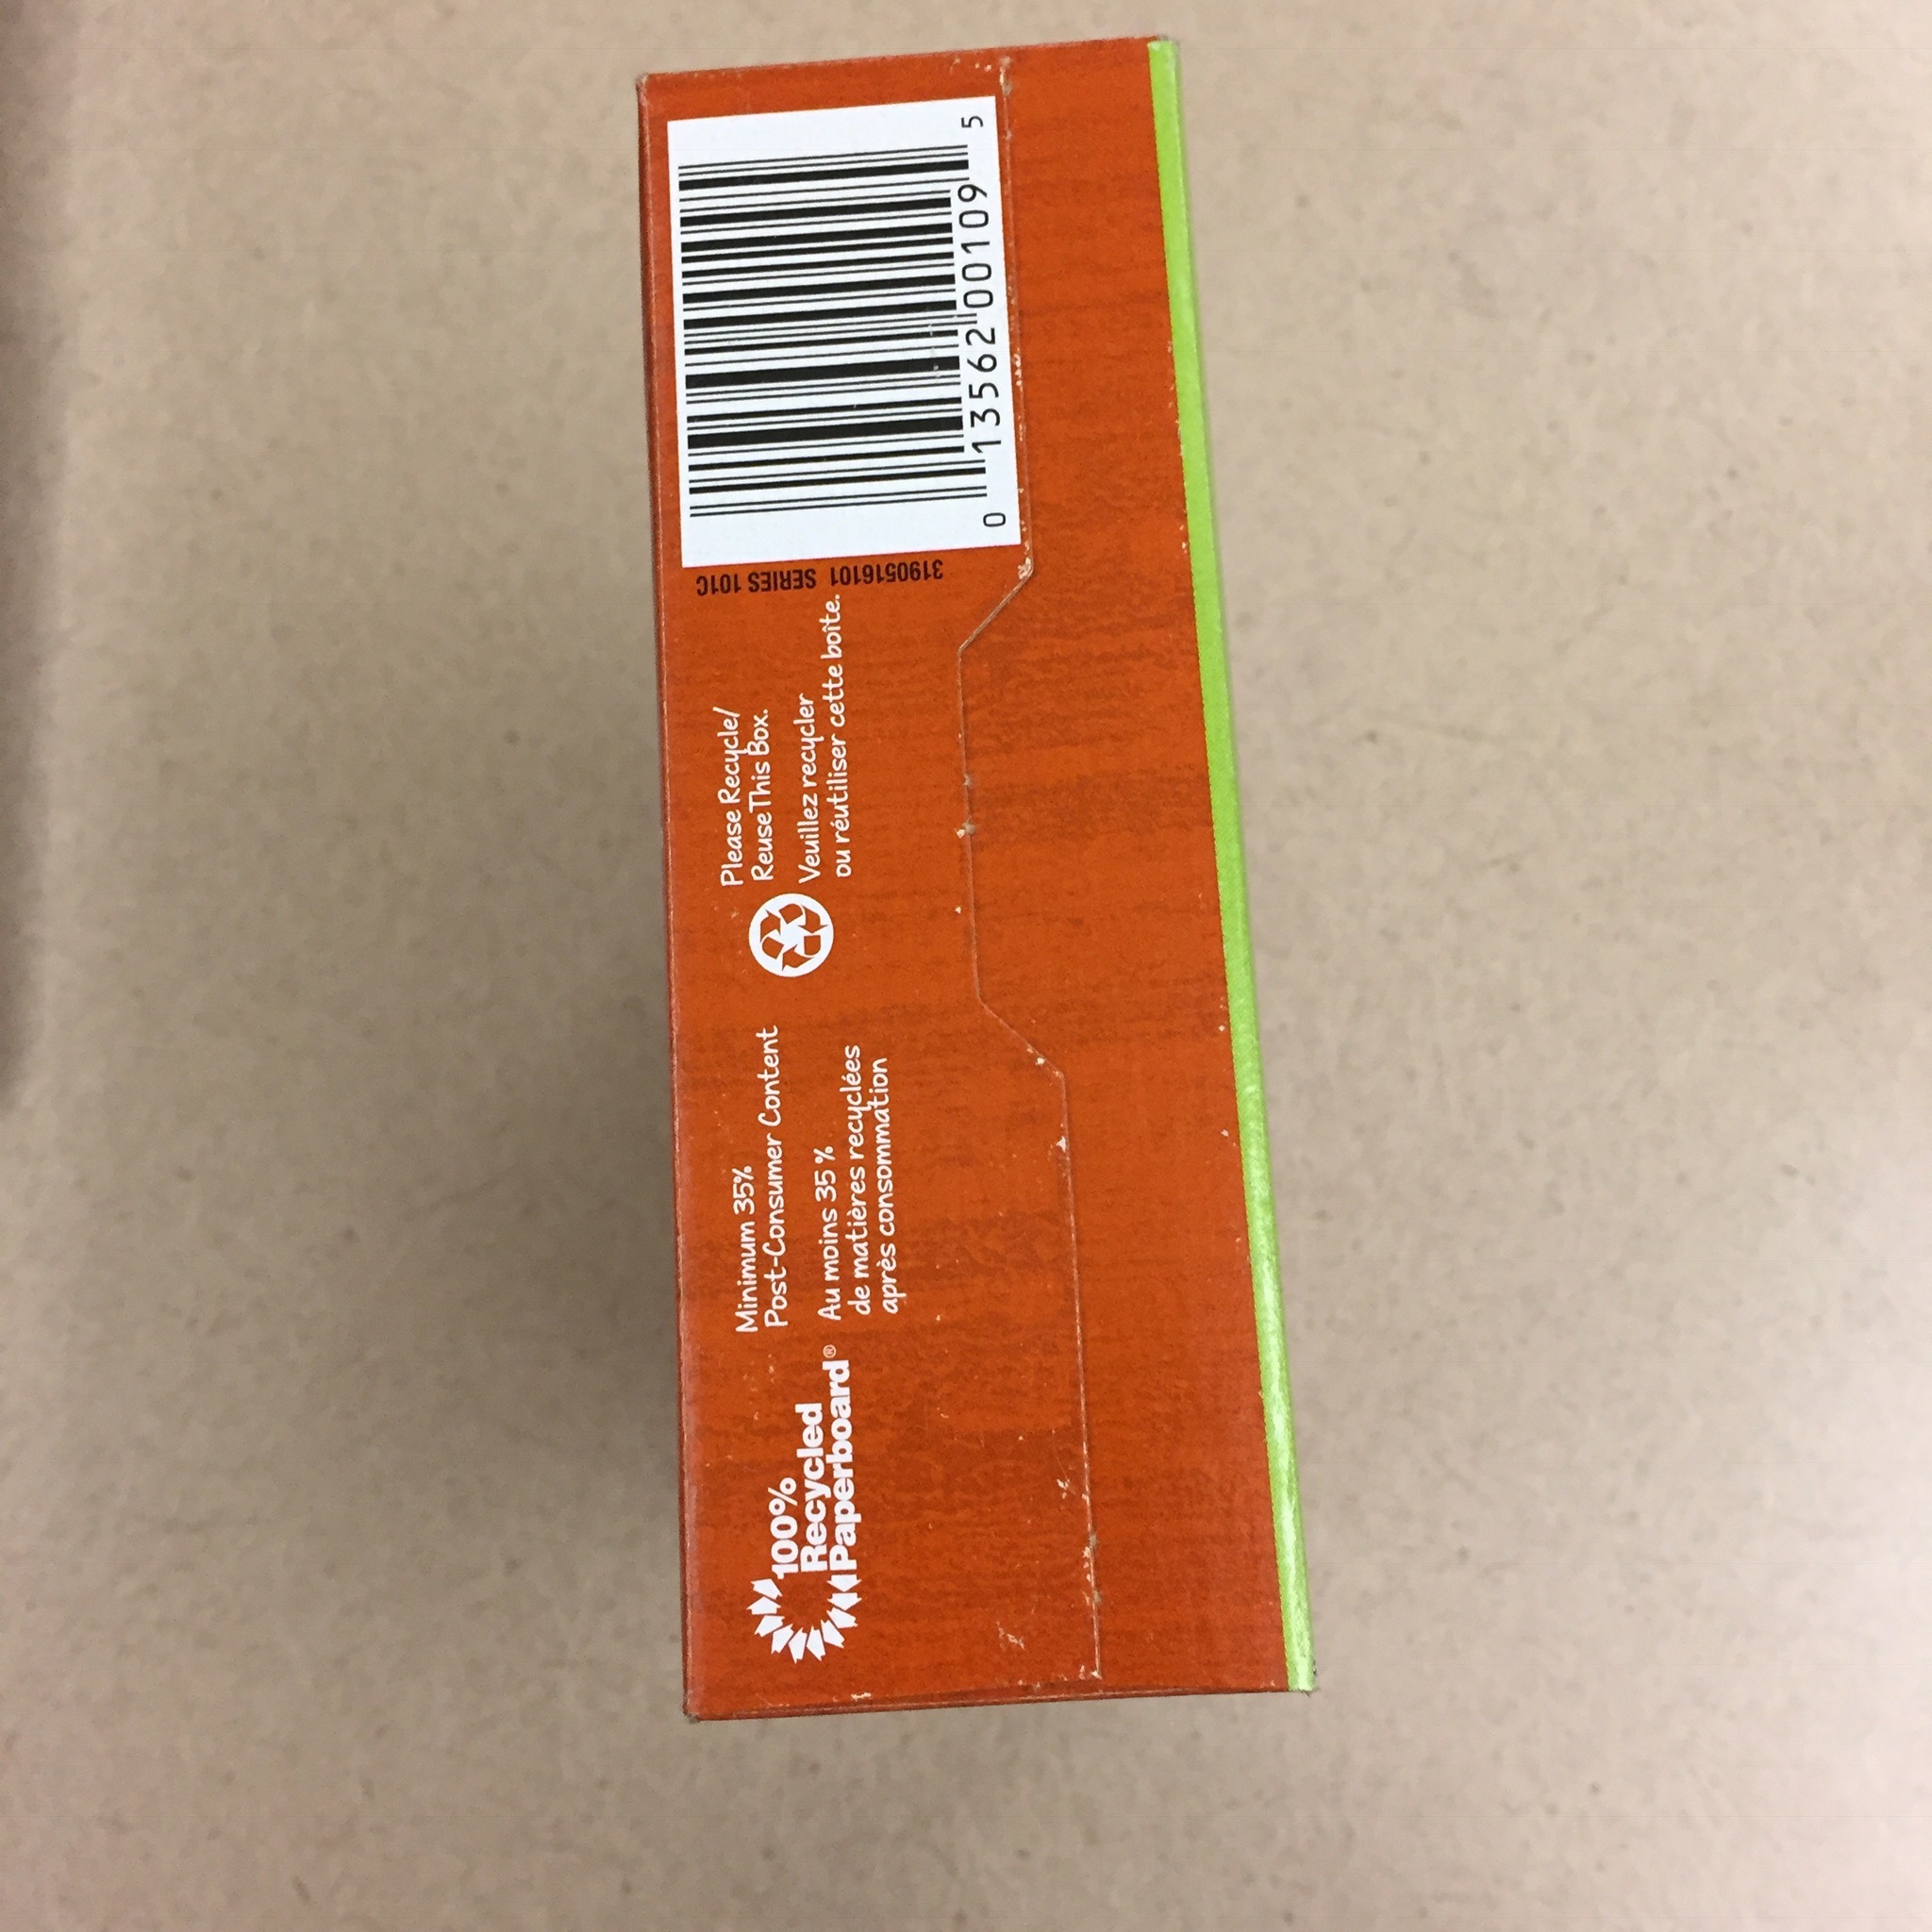 100%
Recycled
Paperboard®
Minimum 35%
Post-Consumer Content
Au moins 35 %
de matières recyclées
après consommation
Please Recycle/
Reuse This Box.
Veuillez recycler
ou réutiliser cette boîte.
3190516101 SERIES 101C
0 13562 00109 5